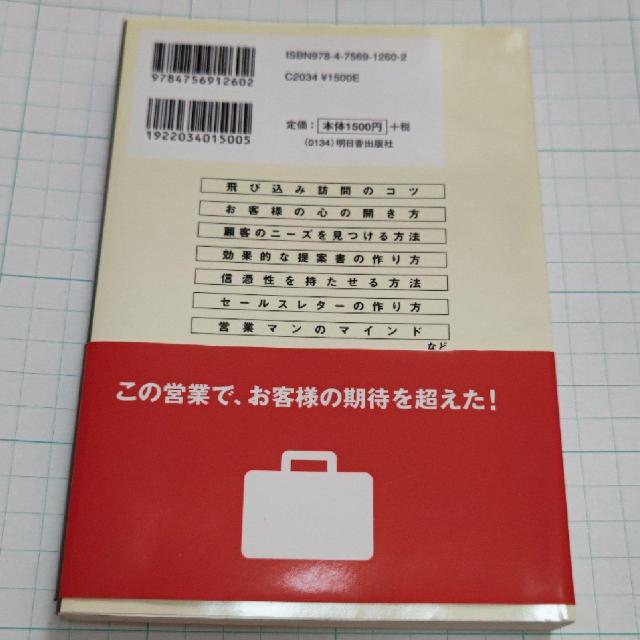 ISBN978-4-7569-1260-2
9784756912602
C2034 ¥1500E
定価： 本体1500円 +税
1922034015005
(0134) 明日香出版社
飛び込み訪問のコツ
お客様の心の開き方
顧客のニーズを見つける方法
効果的な提案書の作り方
信憑性を持たせる方法
セールスレターの作り方
営業マンのマインド
など
この営業で、お客様の期待を超えた！